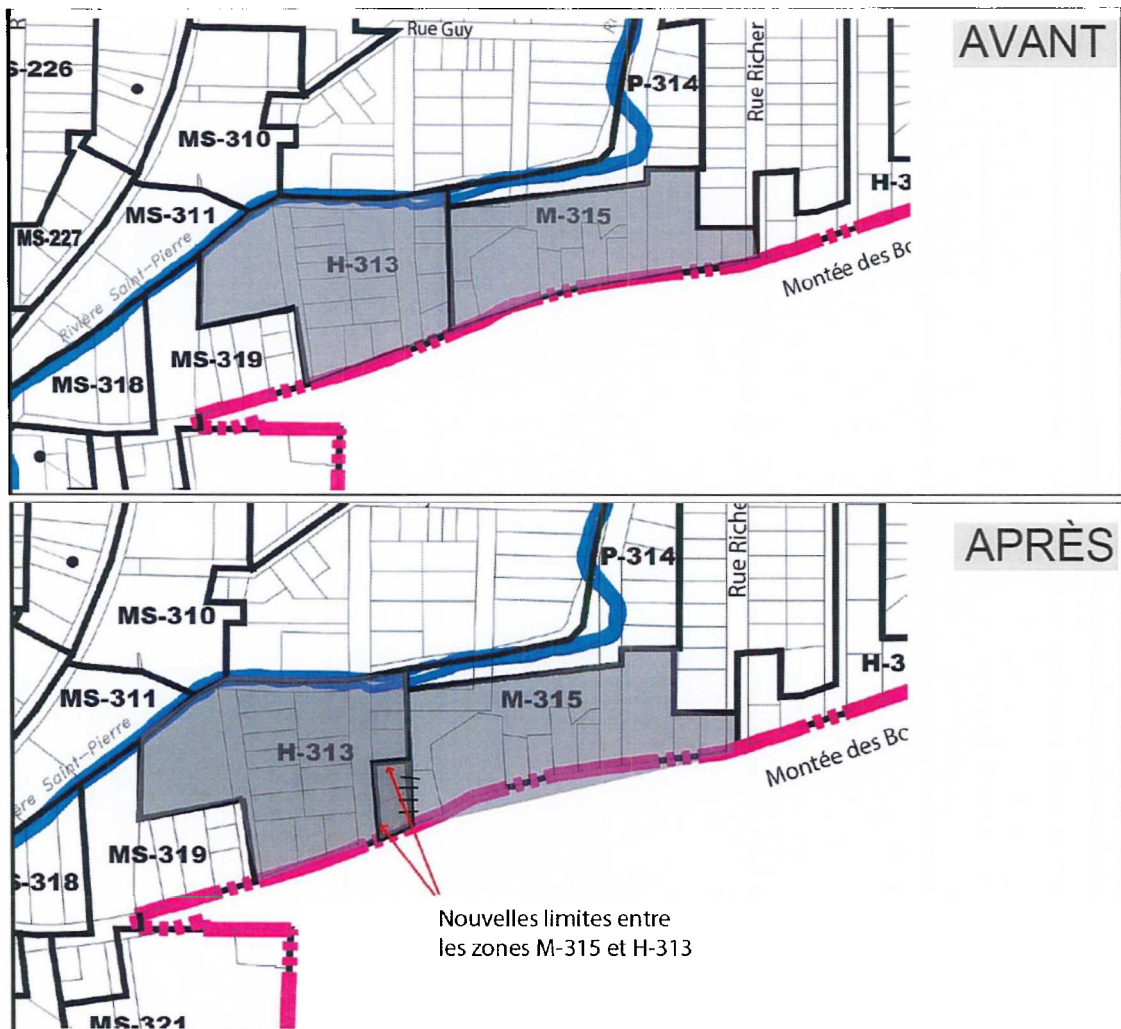 AVANT
Rue Guy
Rue Richer
S-226
P-314
MS-310
H-3
MS-311
M-315
MS-227
H-313
Rivière Saint-Pierre
Montée des Bo
MS-319
MS-318
APRÈS
Rue Richer
P-314
MS-310
H-3
MS-311
M-315
H-313
ère Saint-Pierre
Montée des Bo
MS-319
S-318
Nouvelles limites entre
les zones M-315 et H-313
MS-321